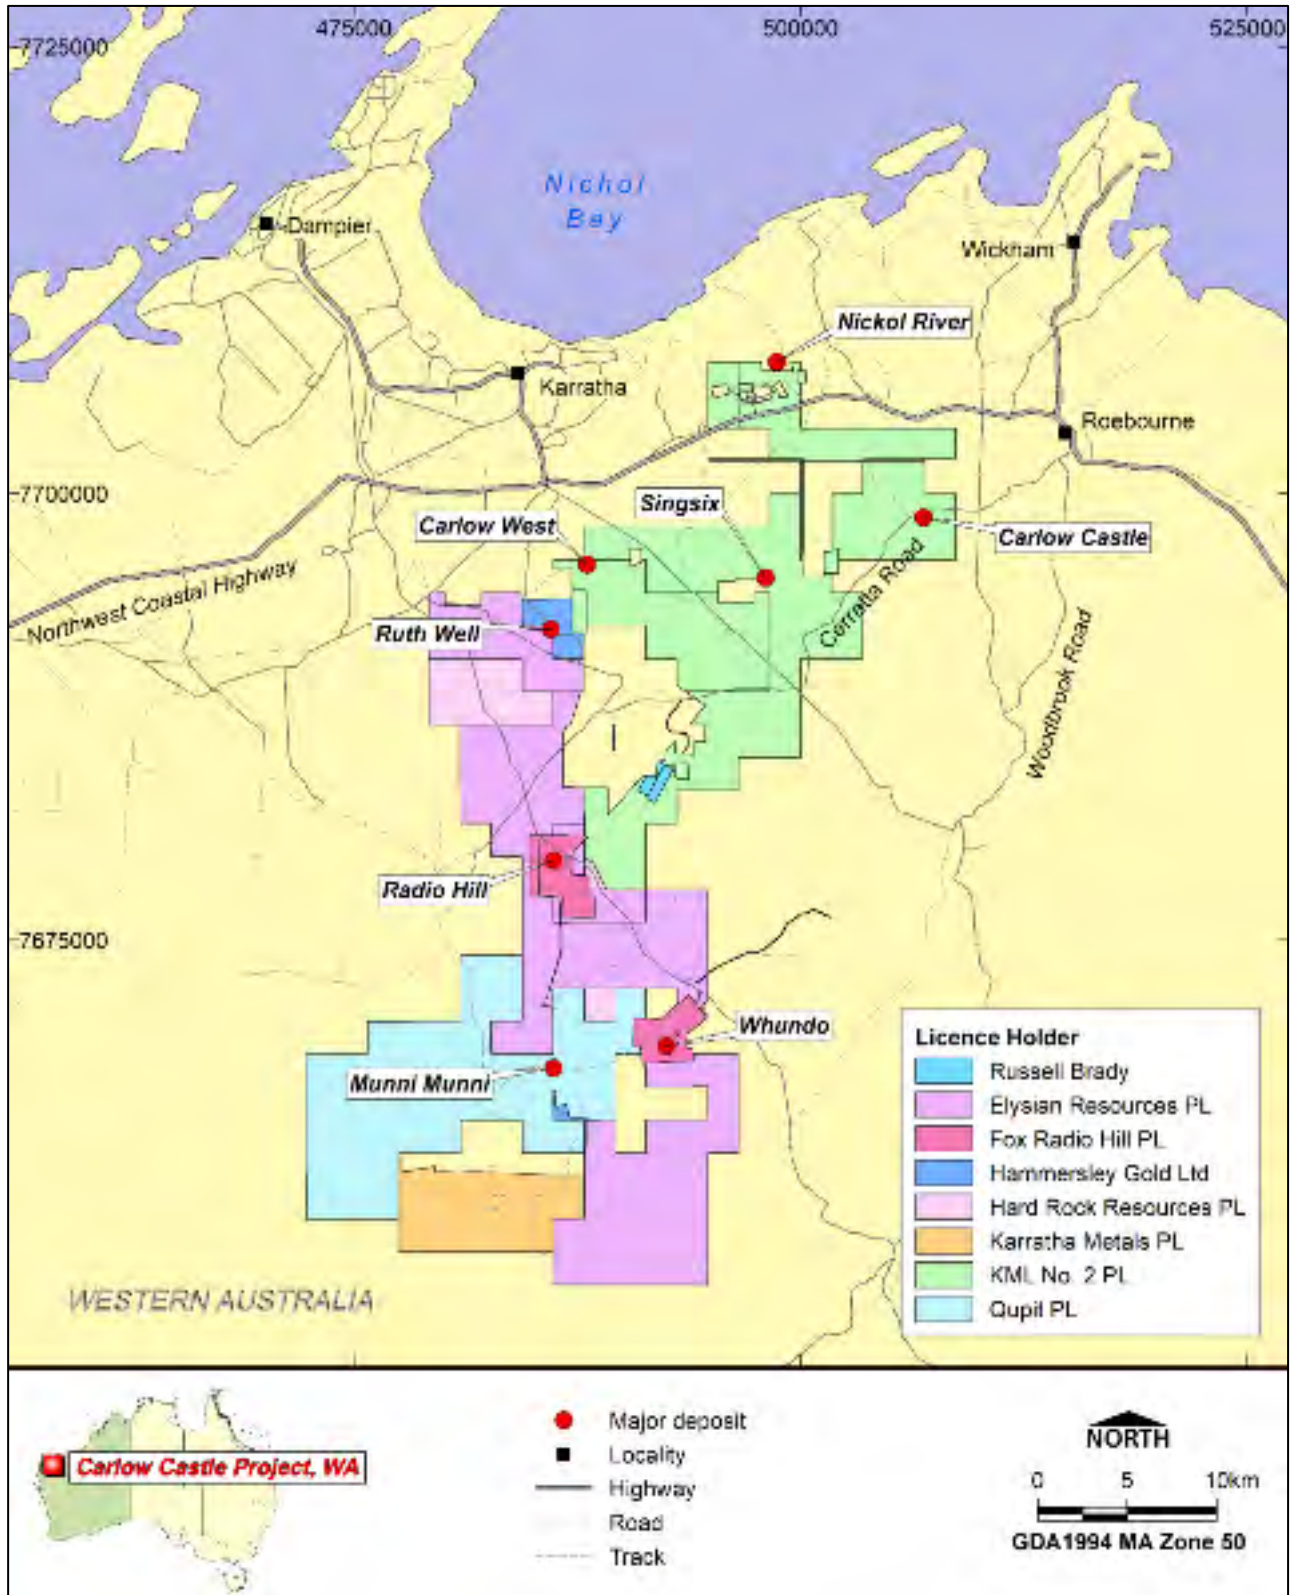 475000
500000
525000
7725000
Nichol
Bay
Dampier
Wickham
Nickol River
Karratha
Roebourne
7700000
Singsix
Carlow West
Carlow Castle
Northwest Coastal Highway
Cerratta Road
Ruth Well
Woodbrook Road
Radio Hill
7675000
Whundo
Munni Munni
Licence Holder
Russell Brady
Elysian Resources PL
Fox Radio Hill PL
Hammersley Gold Ltd
Hard Rock Resources PL
Karratha Metals PL
KML No. 2 PL
Qupit PL
WESTERN AUSTRALIA
Carlow Castle Project, WA
Major deposit
Locality
Highway
Road
Track
NORTH
0 5 10km
GDA1994 MA Zone 50